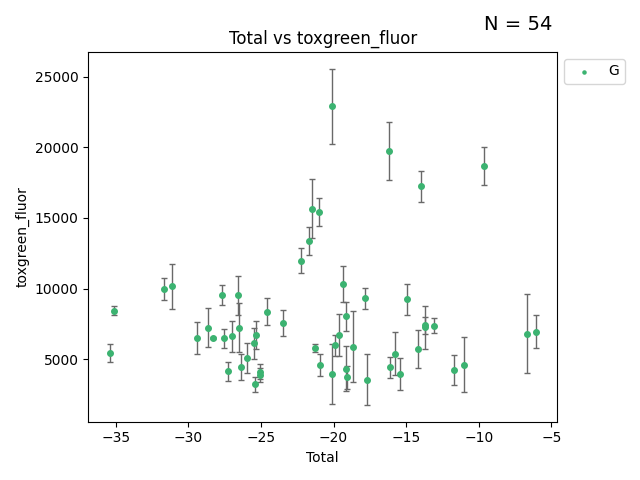 N = 54
Total vs toxgreen_fluor
G
25000
20000
15000
10000
5000
toxgreen_fluor
−35 −30 −25 −20 −15 −10 −5
Total